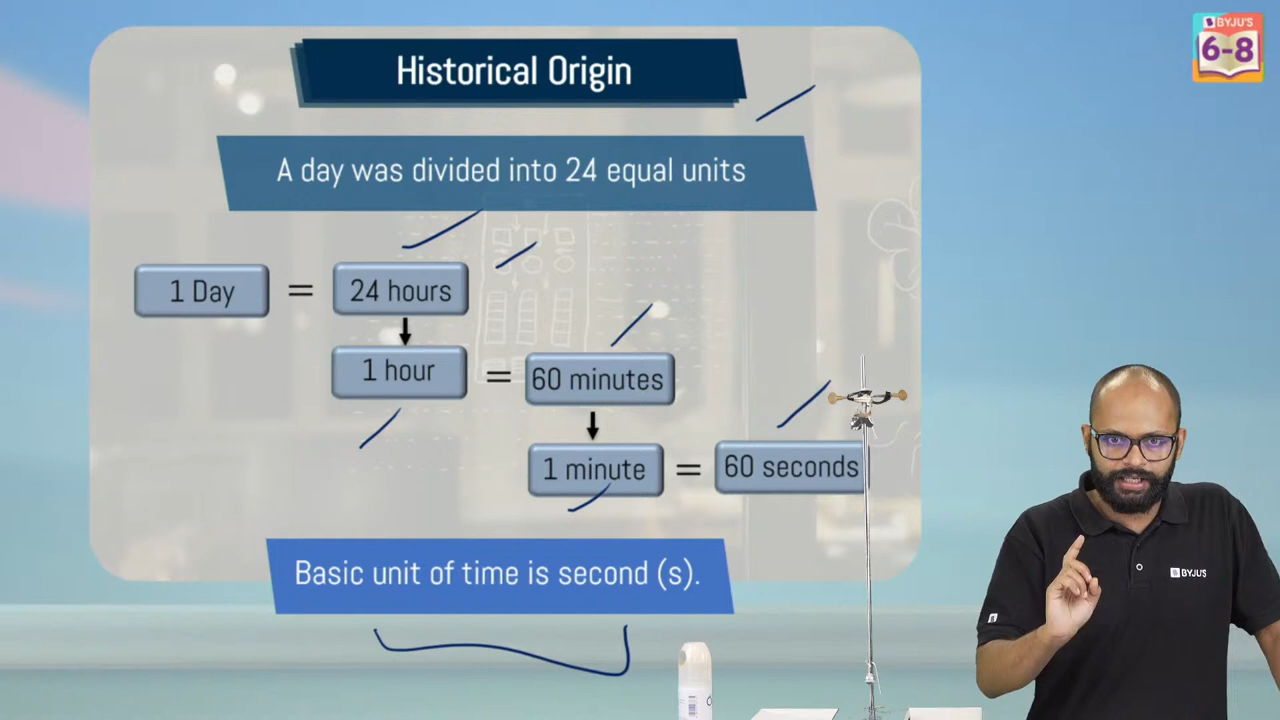 BYJU'S
6-8
Historical Origin
A day was divided into 24 equal units
1 Day = 24 hours
1 hour = 60 minutes
1 minute = 60 seconds
Basic unit of time is second (s).
BYJU'S